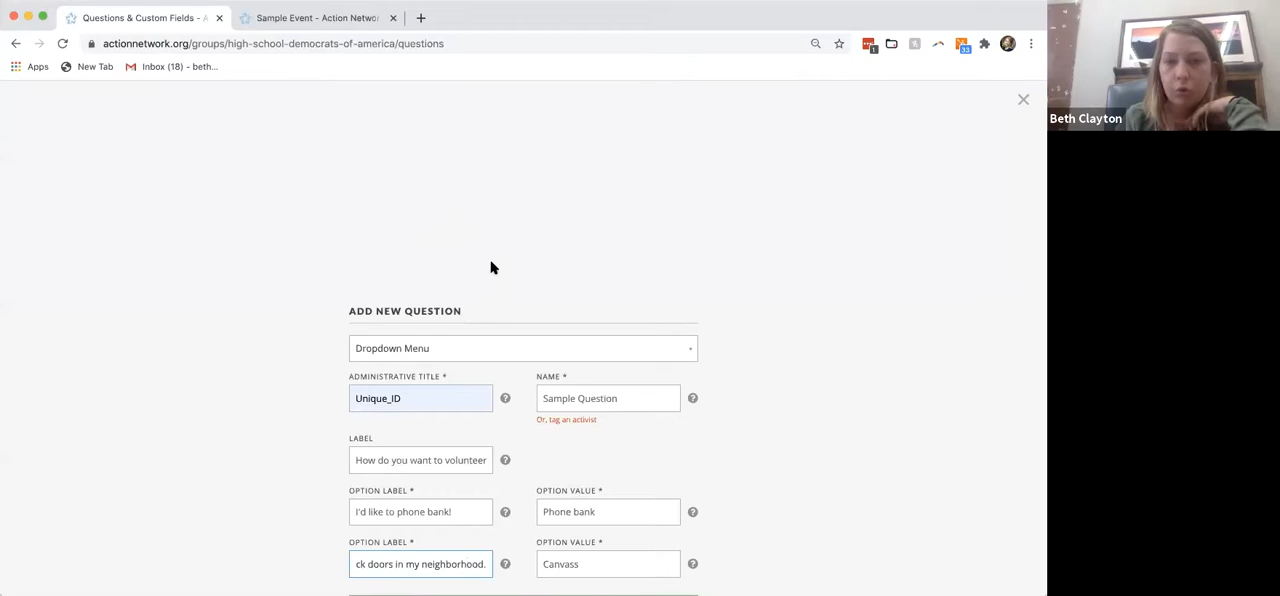 Questions & Custom Fields - A
Sample Event - Action Networ
actionnetwork.org/groups/high-school-democrats-of-america/questions
1
33
Apps
New Tab
Inbox (18) - beth...
Beth Clayton
ADD NEW QUESTION
Dropdown Menu
ADMINISTRATIVE TITLE *
NAME *
Unique_ID
?
Sample Question
?
Or, tag an activist
LABEL
How do you want to volunteer
?
OPTION LABEL *
OPTION VALUE *
I'd like to phone bank!
?
Phone bank
?
OPTION LABEL *
OPTION VALUE *
ck doors in my neighborhood.
?
Canvass
?